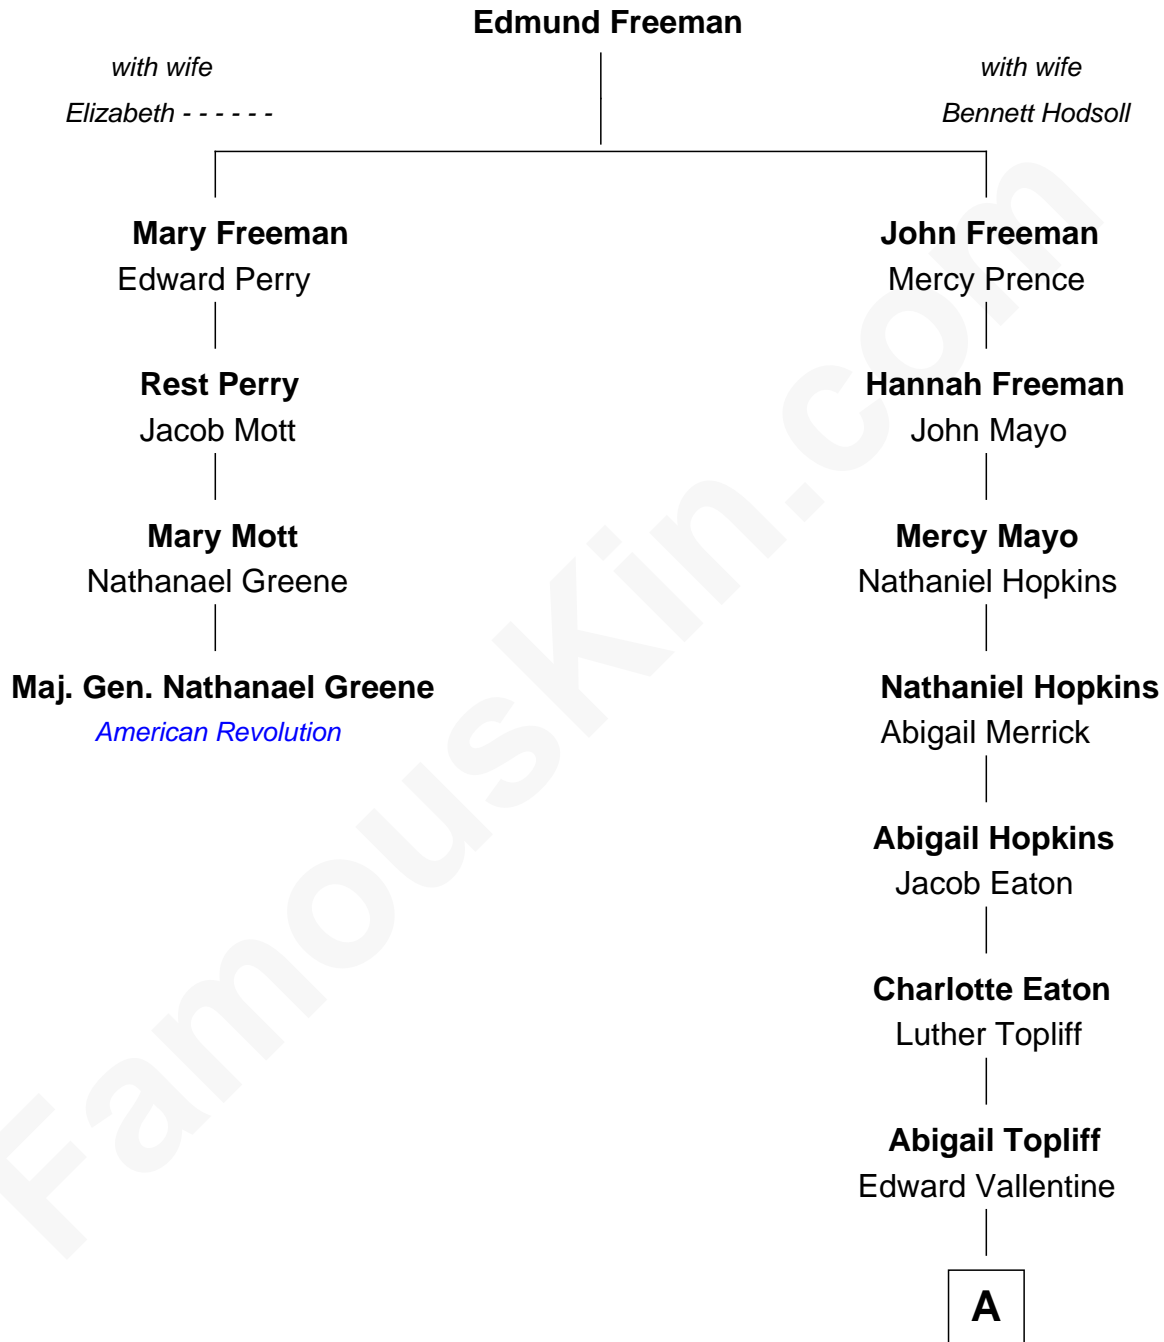 Edmund Freeman
with wife
Elizabeth - - - - - -
with wife
Bennett Hodsoll
Mary Freeman
Edward Perry
John Freeman
Mercy Prence
Rest Perry
Jacob Mott
Hannah Freeman
John Mayo
Mary Mott
Nathanael Greene
Mercy Mayo
Nathaniel Hopkins
Maj. Gen. Nathanael Greene
American Revolution
Nathaniel Hopkins
Abigail Merrick
Abigail Hopkins
Jacob Eaton
Charlotte Eaton
Luther Topliff
Abigail Topliff
Edward Vallentine
A
FamousKin.com